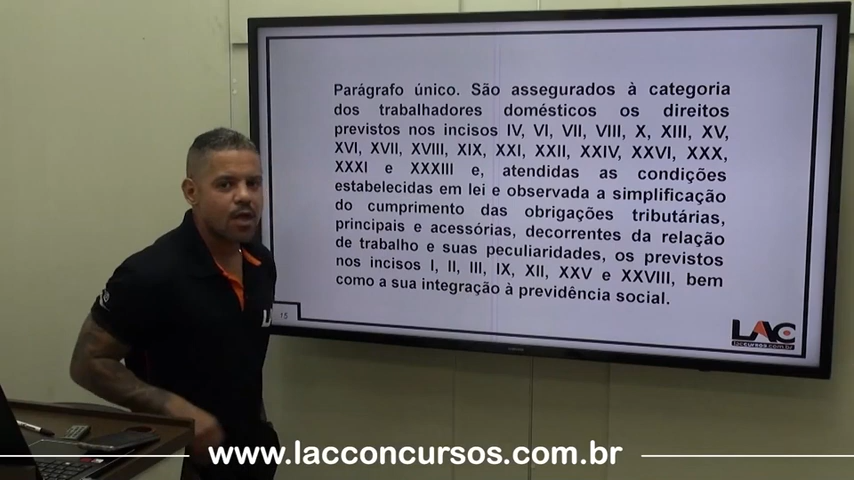 Parágrafo único. São assegurados à categoria
dos trabalhadores domésticos os direitos
previstos nos incisos IV, VI, VII, VIII, X, XIII, XV,
XVI, XVII, XVIII, XIX, XXI, XXII, XXIV, XXVI, XXX,
XXXI e XXXIII e, atendidas as condições
estabelecidas em lei e observada a simplificação
do cumprimento das obrigações tributárias,
principais e acessórias, decorrentes da relação
de trabalho e suas peculiaridades, os previstos
nos incisos I, II, III, IX, XII, XXV e XXVIII, bem
como a sua integração à previdência social.
15
LAC
lacconcursos.com.br
www.lacconcursos.com.br